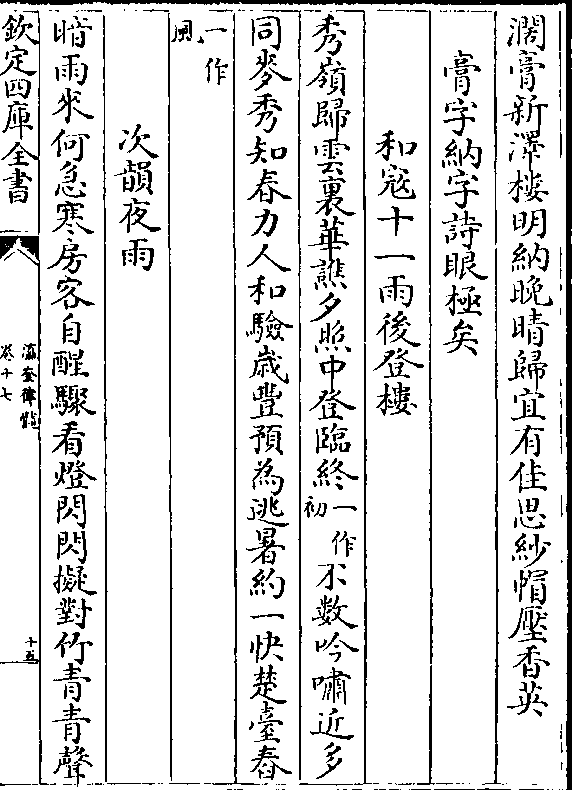 濶膏新澤樓明納晚晴歸宜有佳思紗帽壓香英
膏字納字詩眼極矣
和寇十一雨後登樓
秀嶺歸雲裏華譙夕照中登臨終一作初不数吟嘯近多
同麥秀知春力人和驗歳豐預為逃暑約一快楚臺舂
一作風
次韻夜雨
暗雨來何急寒房客自醒驟看燈閃閃擬對竹青青聲
欽定四庫全書
瀛奎律髓
卷十七
十五